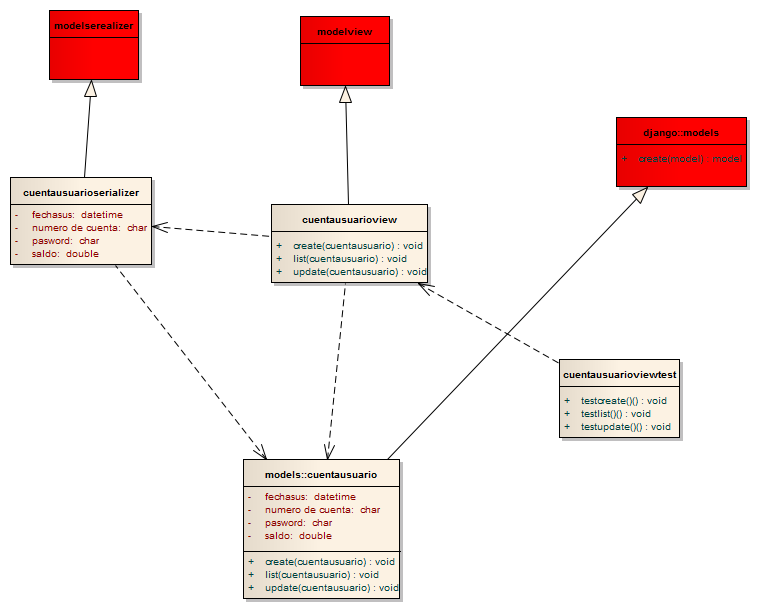 modelserealizer
modelview
django::models
+ create(model) : model
cuentausuarioserializer
- fechasus: datetime
- numero de cuenta: char
- pasword: char
- saldo: double
cuentausuarioview
+ create(cuentausuario) : void
+ list(cuentausuario) : void
+ update(cuentausuario) : void
cuentausuarioviewtest
+ testcreate()() : void
+ testlist()() : void
+ testupdate()() : void
models::cuentausuario
- fechasus: datetime
- numero de cuenta: char
- pasword: char
- saldo: double
+ create(cuentausuario) : void
+ list(cuentausuario) : void
+ update(cuentausuario) : void